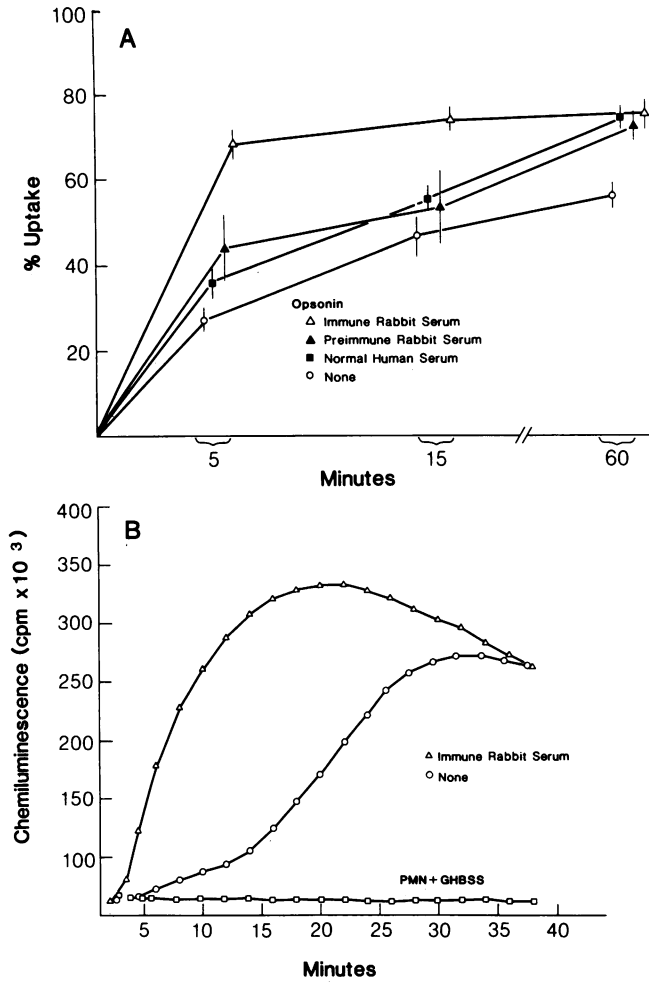 A
100
80
60
40
20
% Uptake
Opsonin
Immune Rabbit Serum
Preimmune Rabbit Serum
Normal Human Serum
None
5
15
60
Minutes
B
400
350
300
250
200
150
100
Chemiluminescence (cpm x10 3)
Immune Rabbit Serum
None
PMN+GHBSS
5
10
15
20
25
30
35
40
Minutes